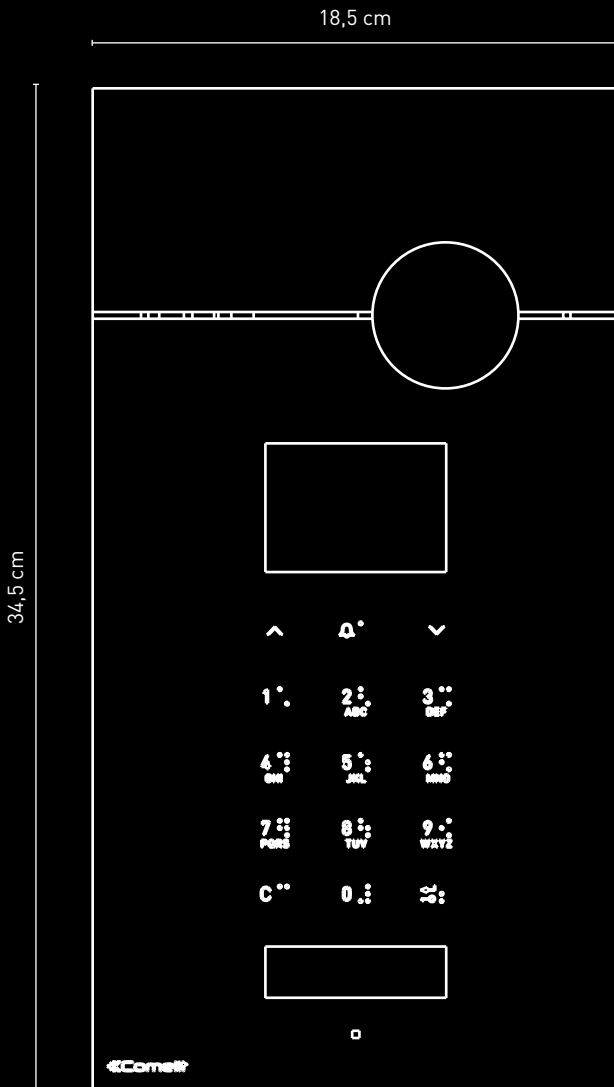 18,5 cm
34,5 cm
1 2 3
ABC DEF
4 5 6
GHI JKL MNO
7 8 9
PQRS TUV WXYZ
C 0
Comelit